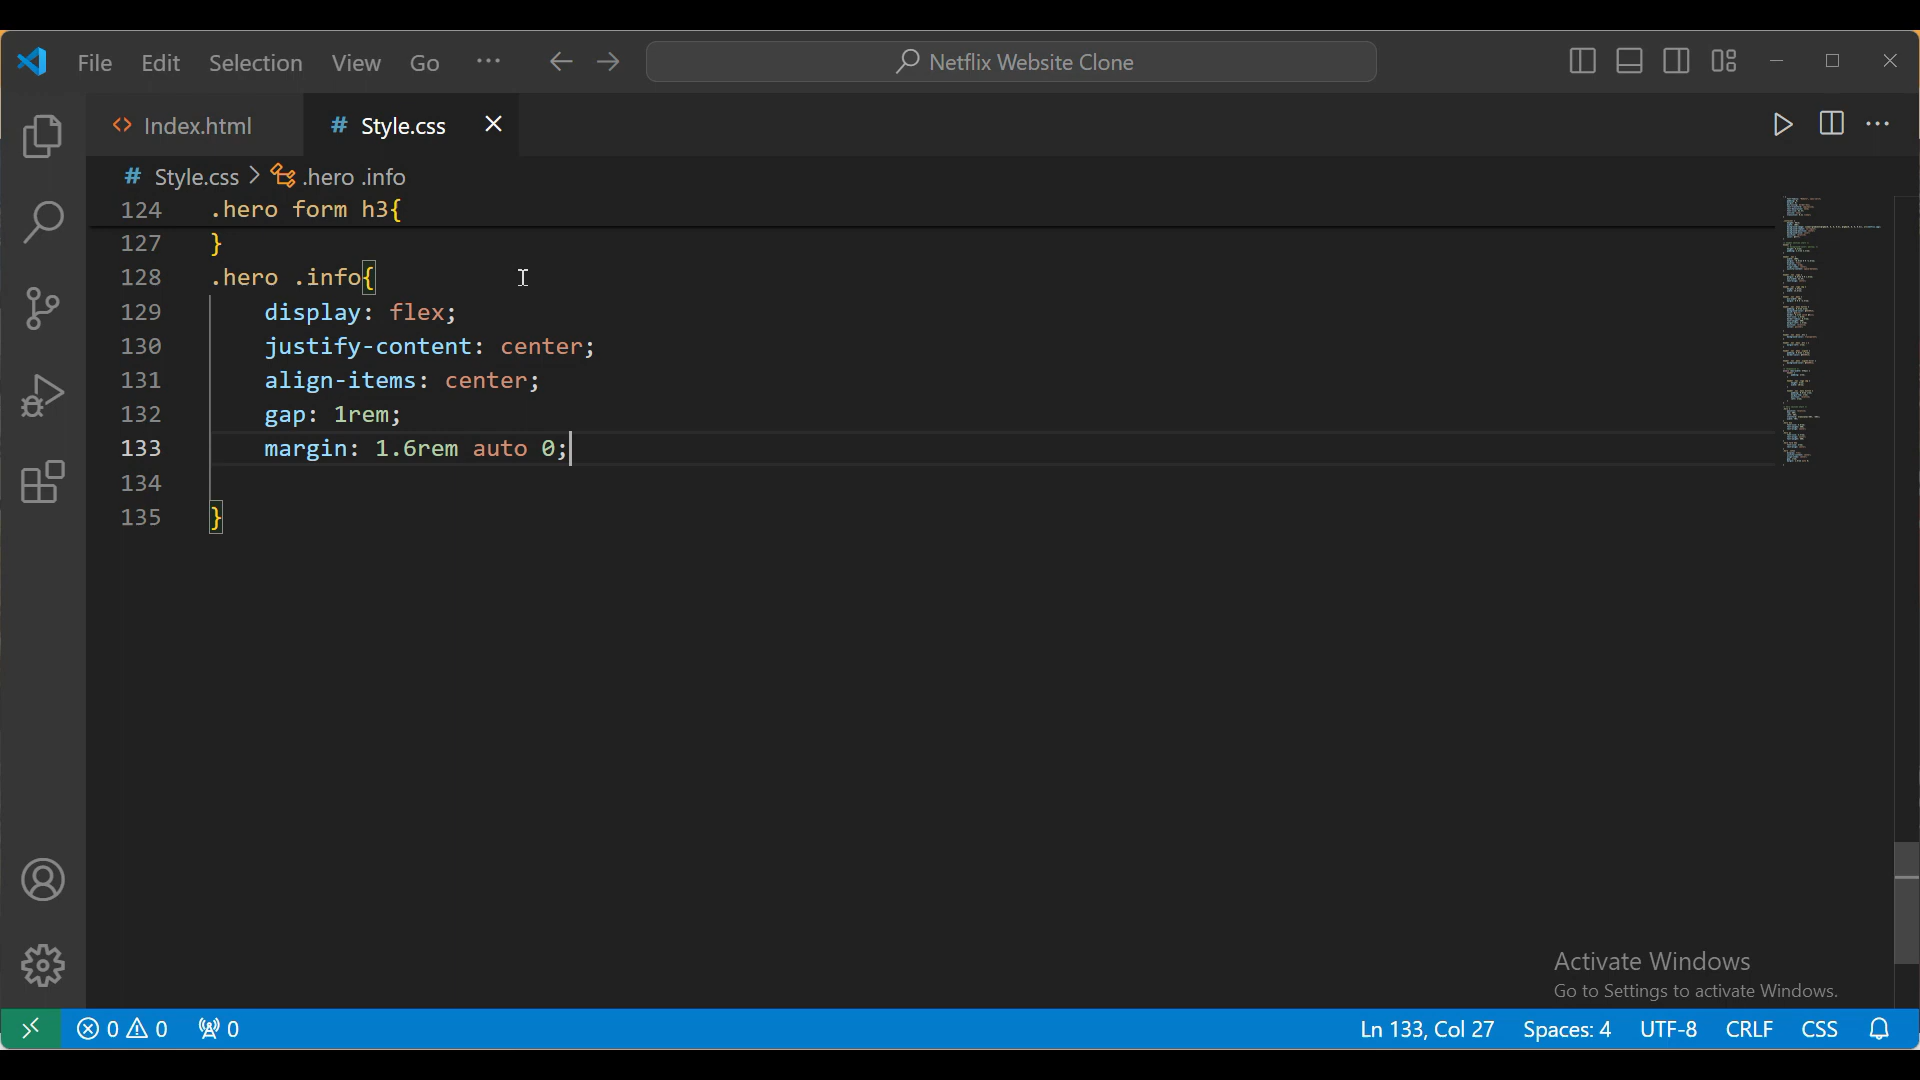 File Edit Selection View Go ··· Netflix Website Clone
<> Index.html # Style.css
# Style.css > .hero .info
124 .hero form h3{
127 }
128 .hero .info{
129 display: flex;
130 justify-content: center;
131 align-items: center;
132 gap: 1rem;
133 margin: 1.6rem auto 0;
134
135 }
Activate Windows
Go to Settings to activate Windows.
0 0 0 Ln 133, Col 27 Spaces: 4 UTF-8 CRLF CSS